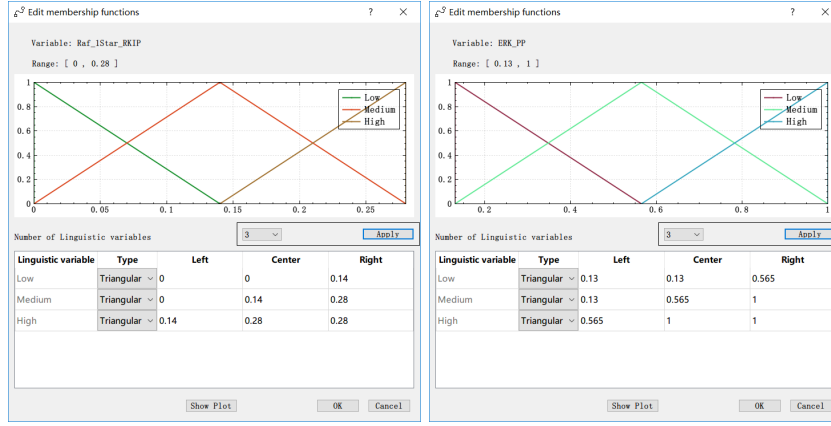 Edit membership functions ? ×
Variable: Raf_1Star_RKIP
Range: [ 0 , 0.28 ]
1
0.8
0.6
0.4
0.2
0
0 0.05 0.1 0.15 0.2 0.25
Low
Medium
High
Number of Linguistic variables 3 Apply
Linguistic variable Type Left Center Right
Low Triangular 0 0 0.14
Medium Triangular 0 0.14 0.28
High Triangular 0.14 0.28 0.28
Show Plot OK Cancel
Edit membership functions ? ×
Variable: ERK_PP
Range: [ 0.13 , 1 ]
1
0.8
0.6
0.4
0.2
0
0.2 0.4 0.6 0.8 1
Low
Medium
High
Number of Linguistic variables 3 Apply
Linguistic variable Type Left Center Right
Low Triangular 0.13 0.13 0.565
Medium Triangular 0.13 0.565 1
High Triangular 0.565 1 1
Show Plot OK Cancel